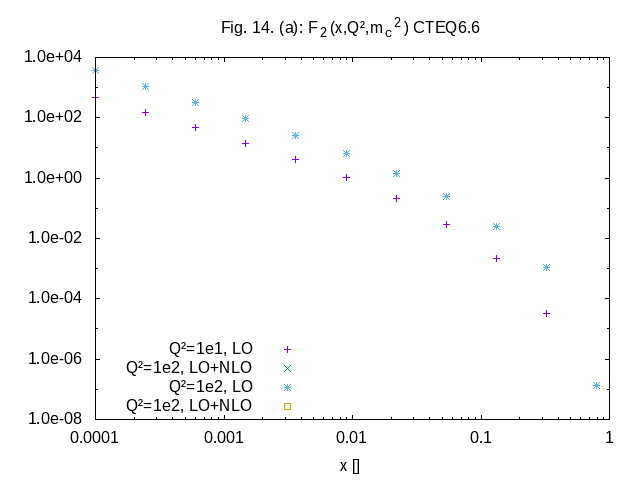 Fig. 14. (a): F₂(x,Q²,m_c²) CTEQ6.6
1.0e+04
1.0e+02
1.0e+00
1.0e-02
1.0e-04
1.0e-06
1.0e-08
Q²=1e1, LO
Q²=1e2, LO+NLO
Q²=1e2, LO
Q²=1e2, LO+NLO
0.0001 0.001 0.01 0.1 1
x []